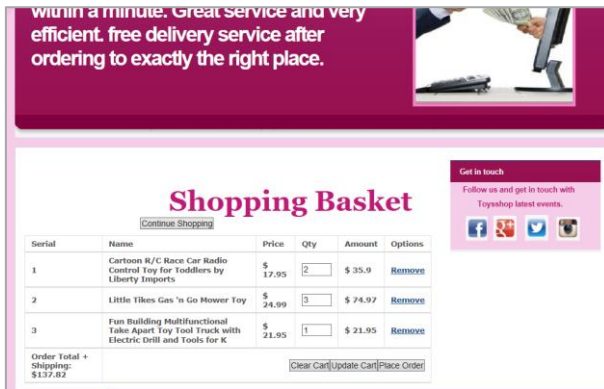 within a minute. Great service and very
efficient. free delivery service after
ordering to exactly the right place.
Get in touch
Follow us and get in touch with
Toysshop latest events.
Shopping Basket
Continue Shopping
Serial Name Price Qty Amount Options
1 Cartoon R/C Race Car Radio Control Toy for Toddlers by Liberty Imports $ 17.95 2 $ 35.9 Remove
2 Little Tikes Gas 'n Go Mower Toy $ 24.99 3 $ 74.97 Remove
3 Fun Building Multifunctional Take Apart Toy Tool Truck with Electric Drill and Tools for K $ 21.95 1 $ 21.95 Remove
Order Total +
Shipping:
$137.82
Clear Cart Update Cart Place Order